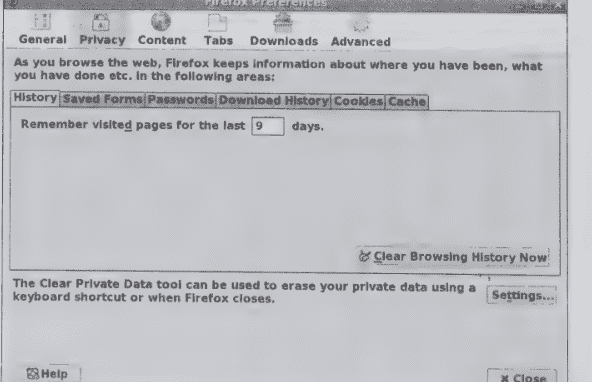 Firefox Preferences
General Privacy Content Tabs Downloads Advanced
As you browse the web, Firefox keeps information about where you have been, what
you have done etc. in the following areas:
History Saved Forms Passwords Download History Cookies Cache
Remember visited pages for the last 9 days.
Clear Browsing History Now
The Clear Private Data tool can be used to erase your private data using a
keyboard shortcut or when Firefox closes.
Settings...
Help
Close